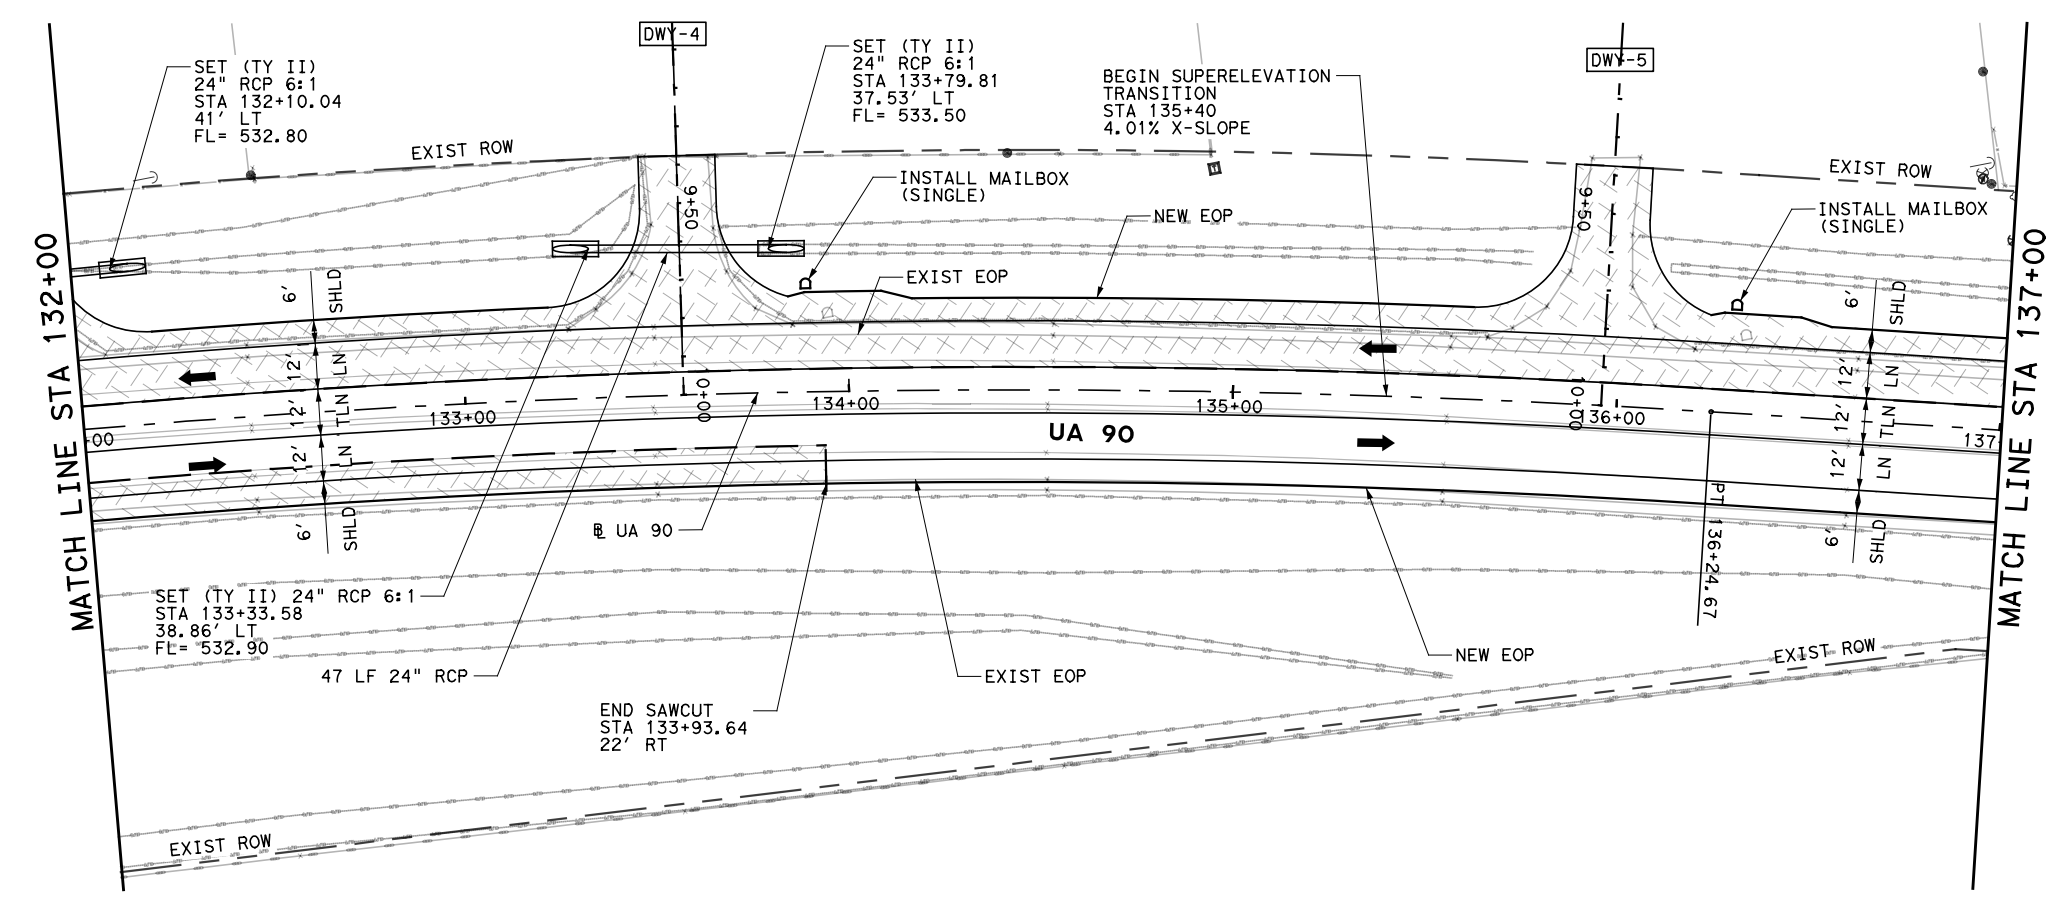 DWY-4
SET (TY II)
24" RCP 6:1
STA 132+10.04
41' LT
FL= 532.80
SET (TY II)
24" RCP 6:1
STA 133+79.81
37.53' LT
FL= 533.50
BEGIN SUPERELEVATION
TRANSITION
STA 135+40
4.01% X-SLOPE
DWY-5
EXIST ROW
EXIST ROW
INSTALL MAILBOX
(SINGLE)
NEW EOP
INSTALL MAILBOX
(SINGLE)
9+50
9+50
EXIST EOP
6'
SHLD
6'
SHLD
MATCH LINE STA 132+00
MATCH LINE STA 137+00
12'
LN
12'
LN
12'
TLN
12'
TLN
12'
LN
12'
LN
6'
SHLD
6'
SHLD
+00
133+00
10+00
134+00
135+00
10+00
136+00
137
UA 90
PT 136+24.67
BL UA 90
SET (TY II) 24" RCP 6:1
STA 133+33.58
38.86' LT
FL= 532.90
47 LF 24" RCP
EXIST EOP
NEW EOP
EXIST ROW
END SAWCUT
STA 133+93.64
22' RT
EXIST ROW